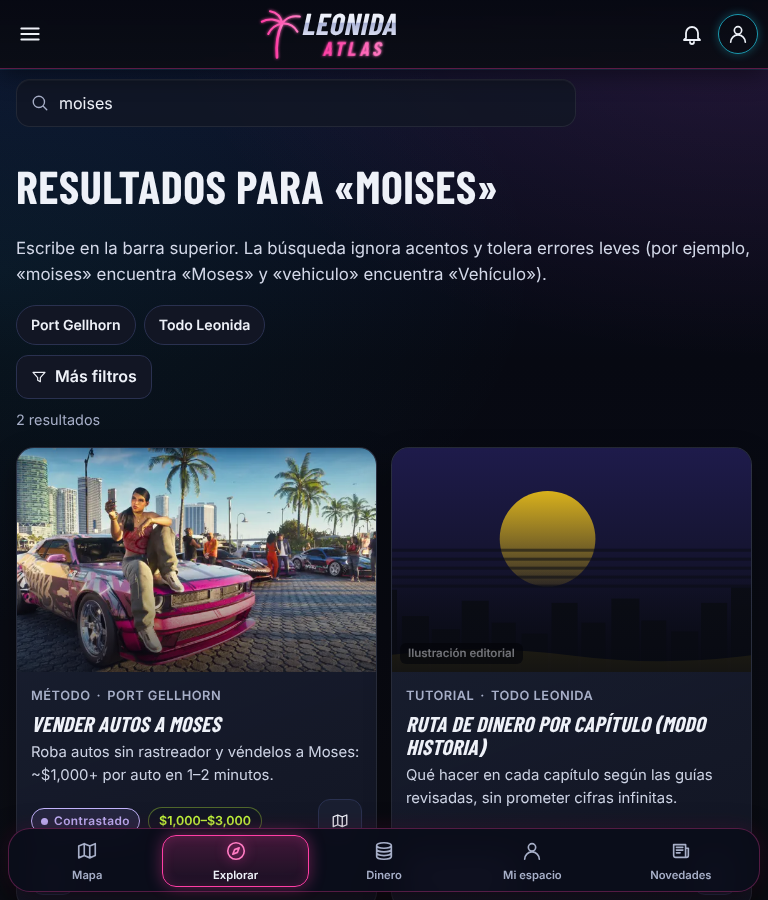 LEONIDA
ATLAS
moises
RESULTADOS PARA «MOISES»
Escribe en la barra superior. La búsqueda ignora acentos y tolera errores leves (por ejemplo,
«moises» encuentra «Moses» y «vehiculo» encuentra «Vehículo»).
Port Gellhorn
Todo Leonida
Más filtros
2 resultados
MÉTODO · PORT GELLHORN
VENDER AUTOS A MOSES
Roba autos sin rastreador y véndelos a Moses:
~$1,000+ por auto en 1–2 minutos.
Contrastado
$1,000–$3,000
Ilustración editorial
TUTORIAL · TODO LEONIDA
RUTA DE DINERO POR CAPÍTULO (MODO
HISTORIA)
Qué hacer en cada capítulo según las guías
revisadas, sin prometer cifras infinitas.
Mapa
Explorar
Dinero
Mi espacio
Novedades